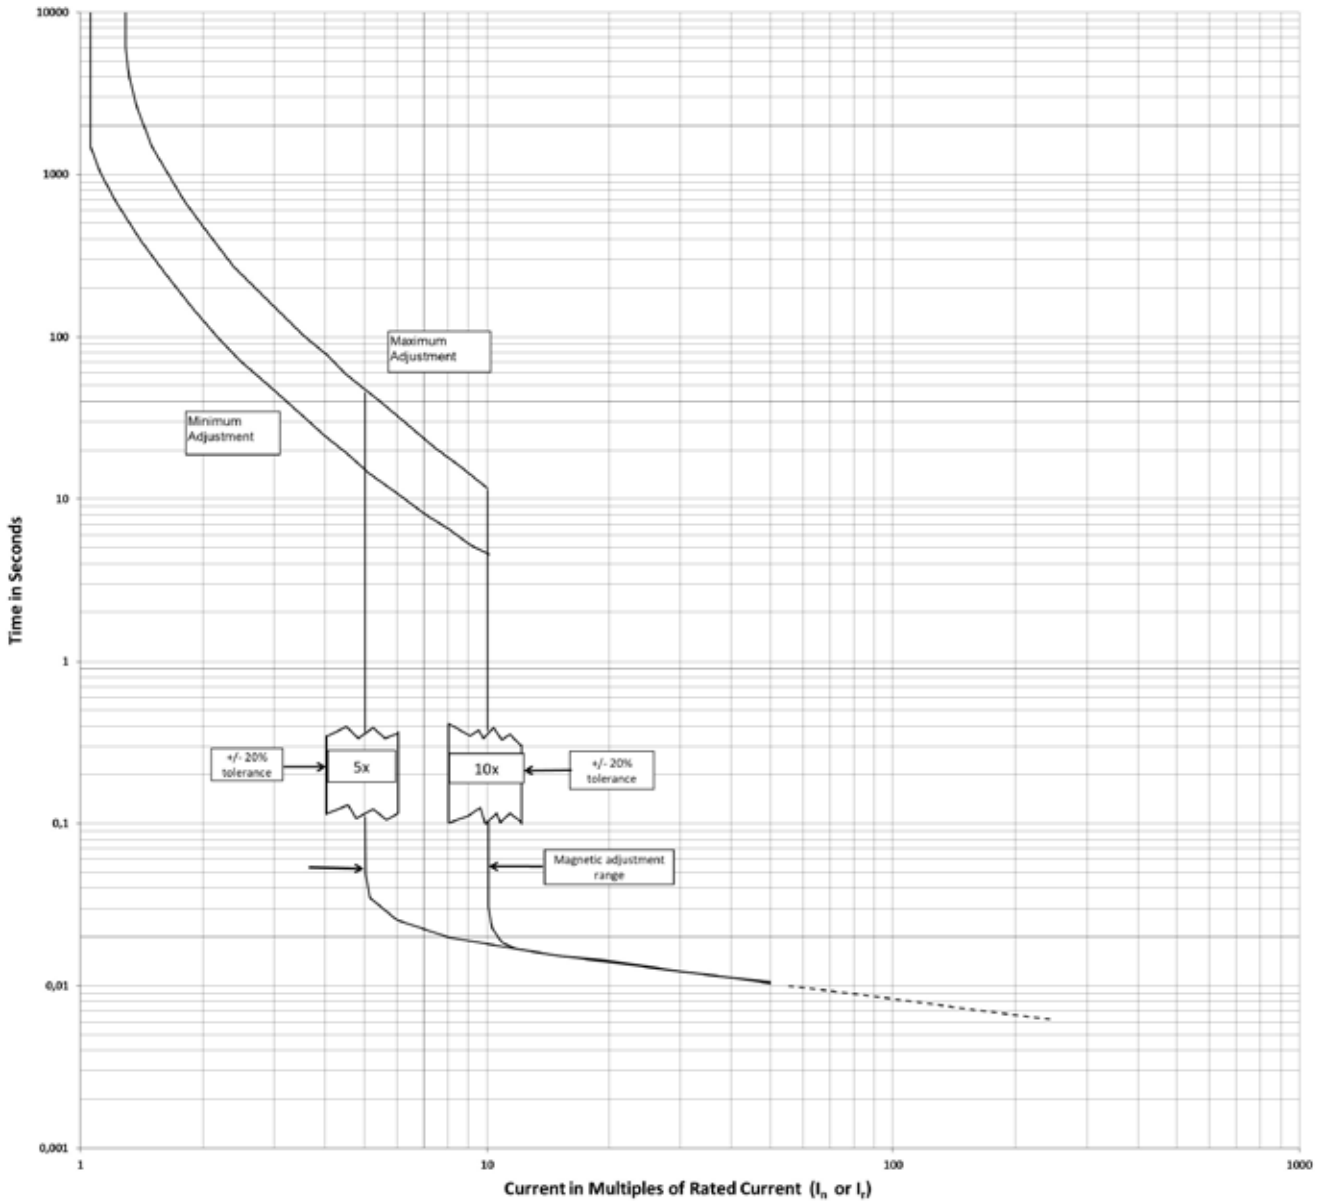 10000
1000
100
10
1
0,1
0,01
0,001
Time in Seconds
Maximum
Adjustment
Minimum
Adjustment
+/- 20%
tolerance
5x
10x
+/- 20%
tolerance
Magnetic adjustment
range
1
10
100
1000
Current in Multiples of Rated Current (In or Ir)